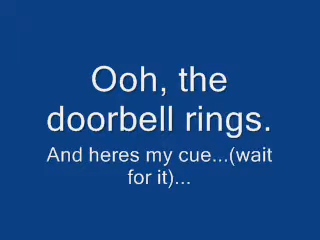 Ooh, the
doorbell rings.
And heres my cue...(wait
for it)...